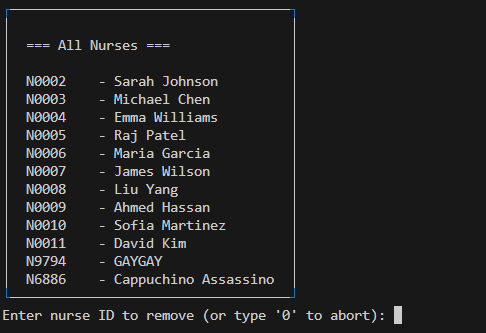 === All Nurses ===
N0002 - Sarah Johnson
N0003 - Michael Chen
N0004 - Emma Williams
N0005 - Raj Patel
N0006 - Maria Garcia
N0007 - James Wilson
N0008 - Liu Yang
N0009 - Ahmed Hassan
N0010 - Sofia Martinez
N0011 - David Kim
N9794 - GAYGAY
N6886 - Cappuchino Assassino
Enter nurse ID to remove (or type '0' to abort):